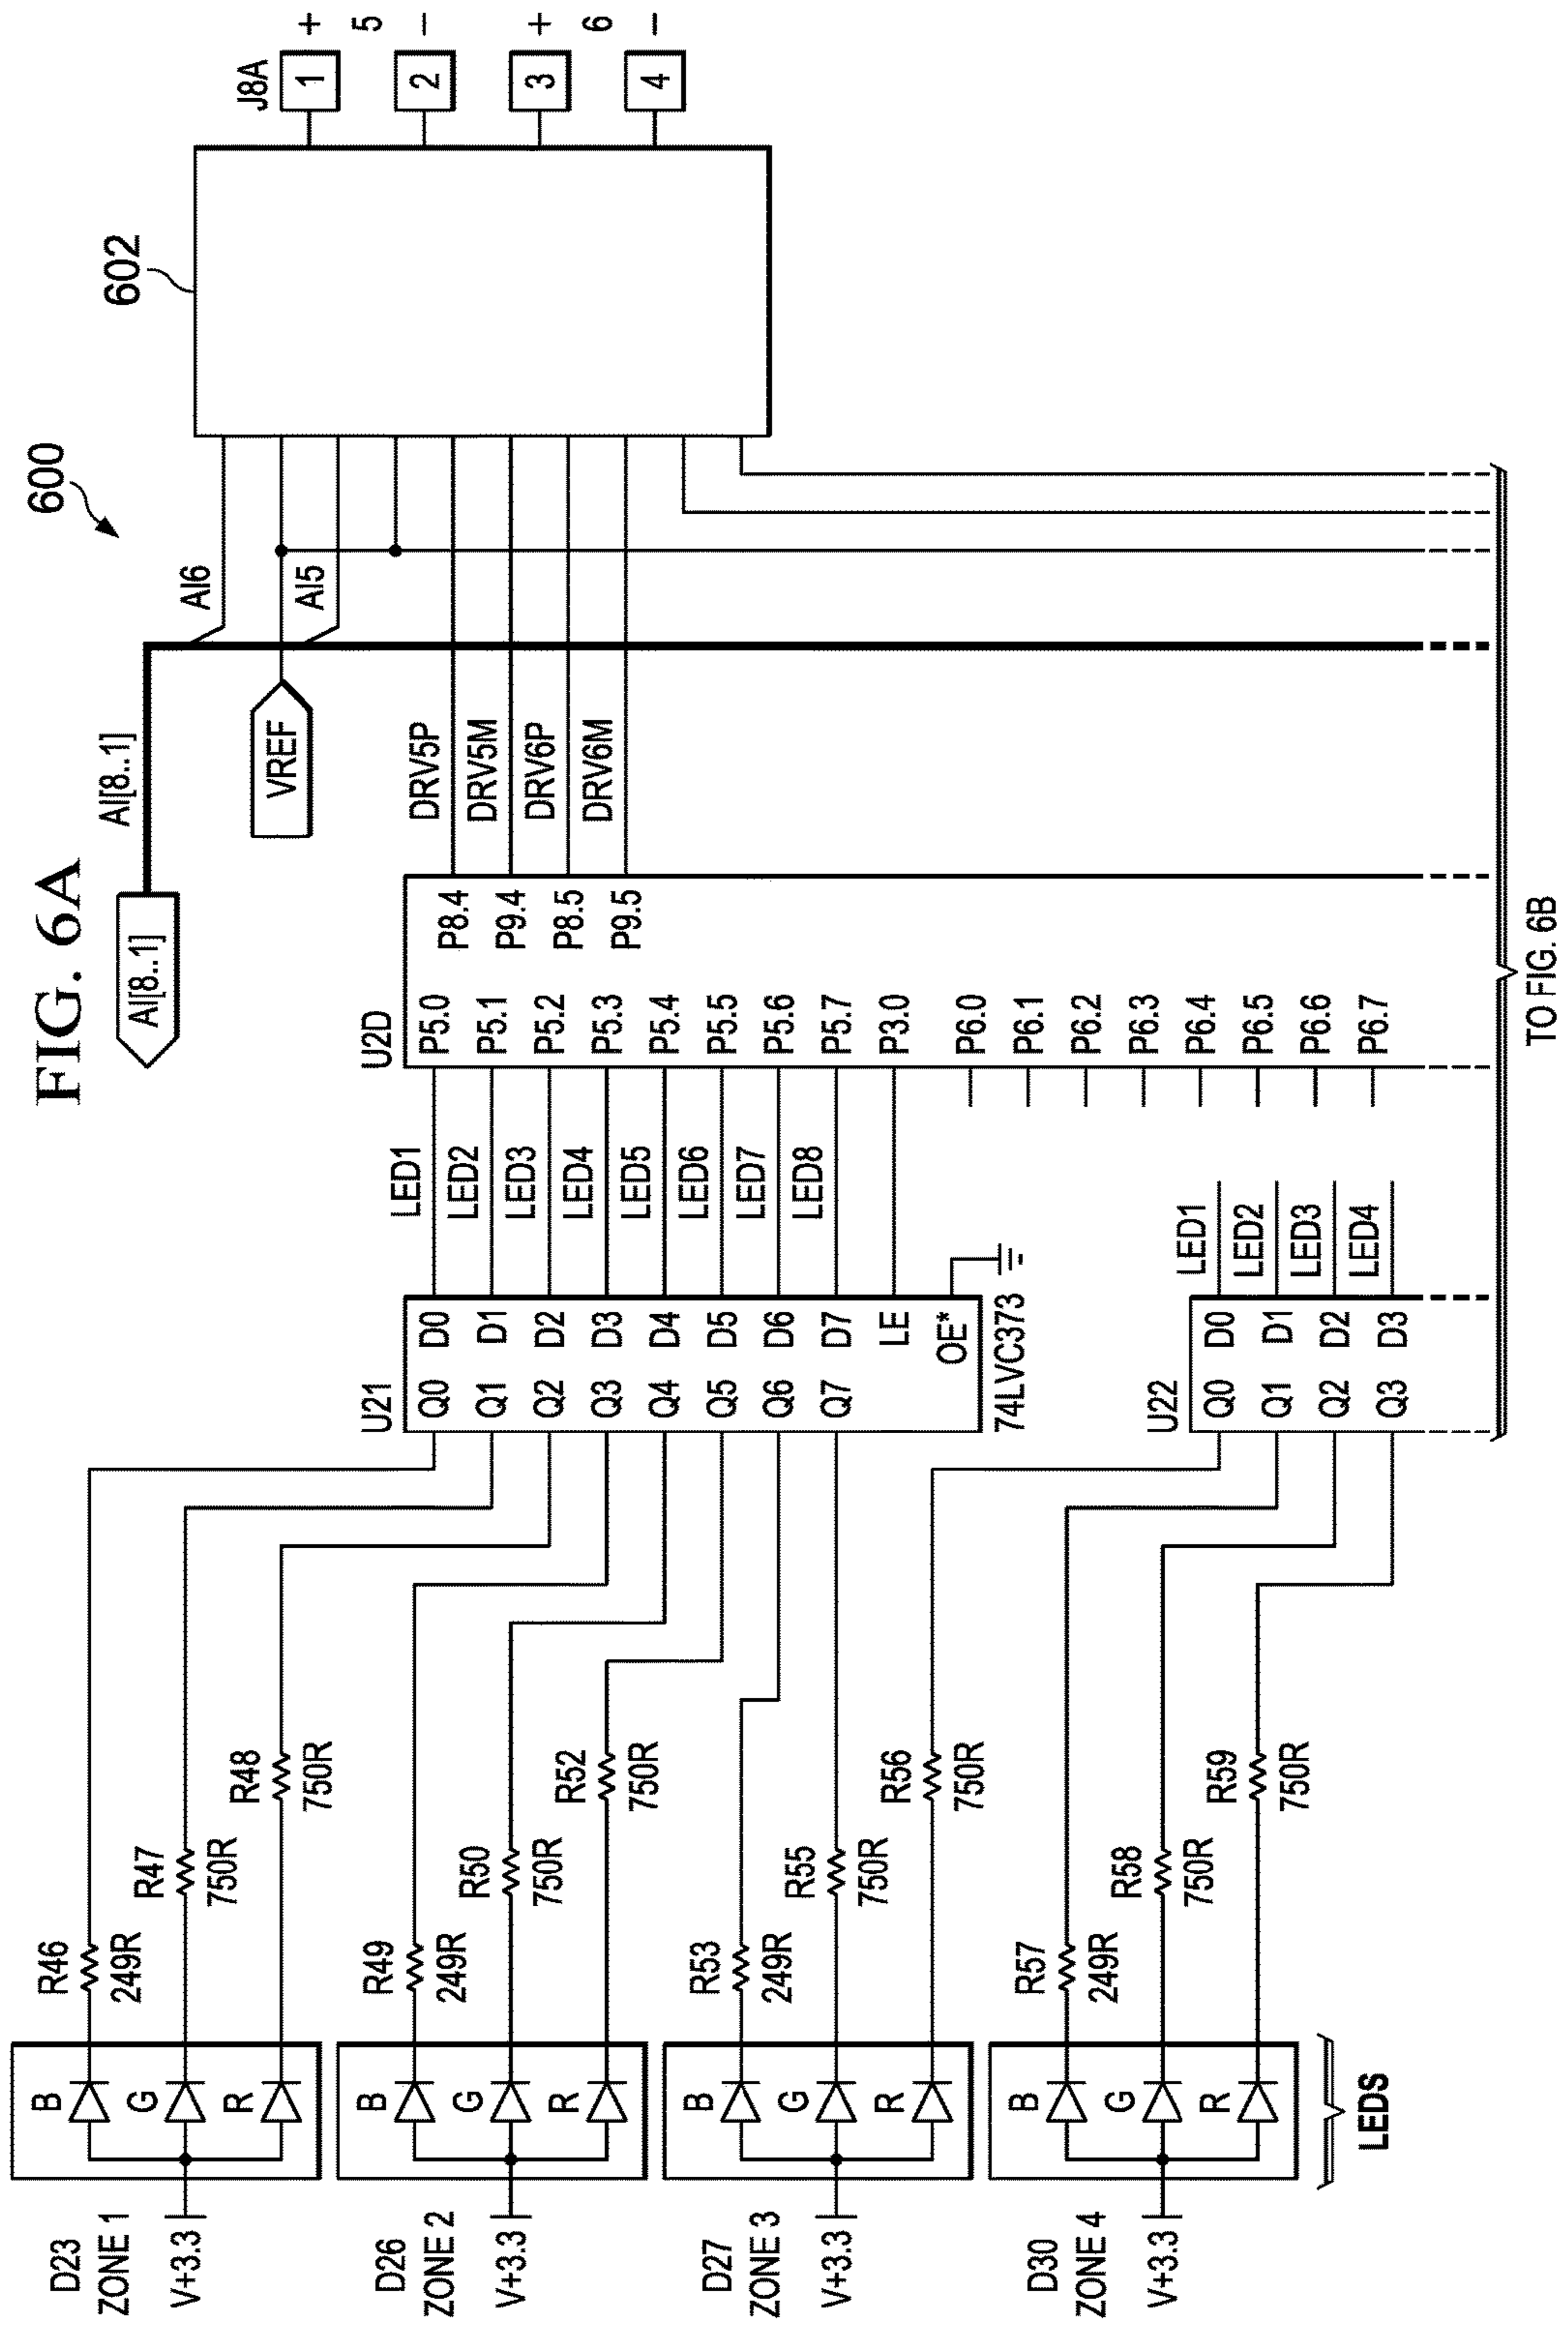 FIG. 6A
600
602
AI[8..1]
AI[8..1]
AI6
VREF
AI5
J8A
1
+
5
2
–
3
+
6
4
–
D23
ZONE 1
V+3.3
B
G
R
R46
249R
R47
750R
R48
750R
D26
ZONE 2
V+3.3
B
G
R
R49
249R
R50
750R
R52
750R
D27
ZONE 3
V+3.3
B
G
R
R53
249R
R55
750R
R56
750R
D30
ZONE 4
V+3.3
B
G
R
R57
249R
R58
750R
R59
750R
LEDS
U21
Q0 D0
Q1 D1
Q2 D2
Q3 D3
Q4 D4
Q5 D5
Q6 D6
Q7 D7
LE
OE*
74LVC373
LED1
LED2
LED3
LED4
LED5
LED6
LED7
LED8
U2D
P5.0 P8.4
P5.1 P9.4
P5.2 P8.5
P5.3 P9.5
P5.4
P5.5
P5.6
P5.7
P3.0
P6.0
P6.1
P6.2
P6.3
P6.4
P6.5
P6.6
P6.7
DRV5P
DRV5M
DRV6P
DRV6M
U22
Q0 D0
Q1 D1
Q2 D2
Q3 D3
LED1
LED2
LED3
LED4
TO FIG. 6B